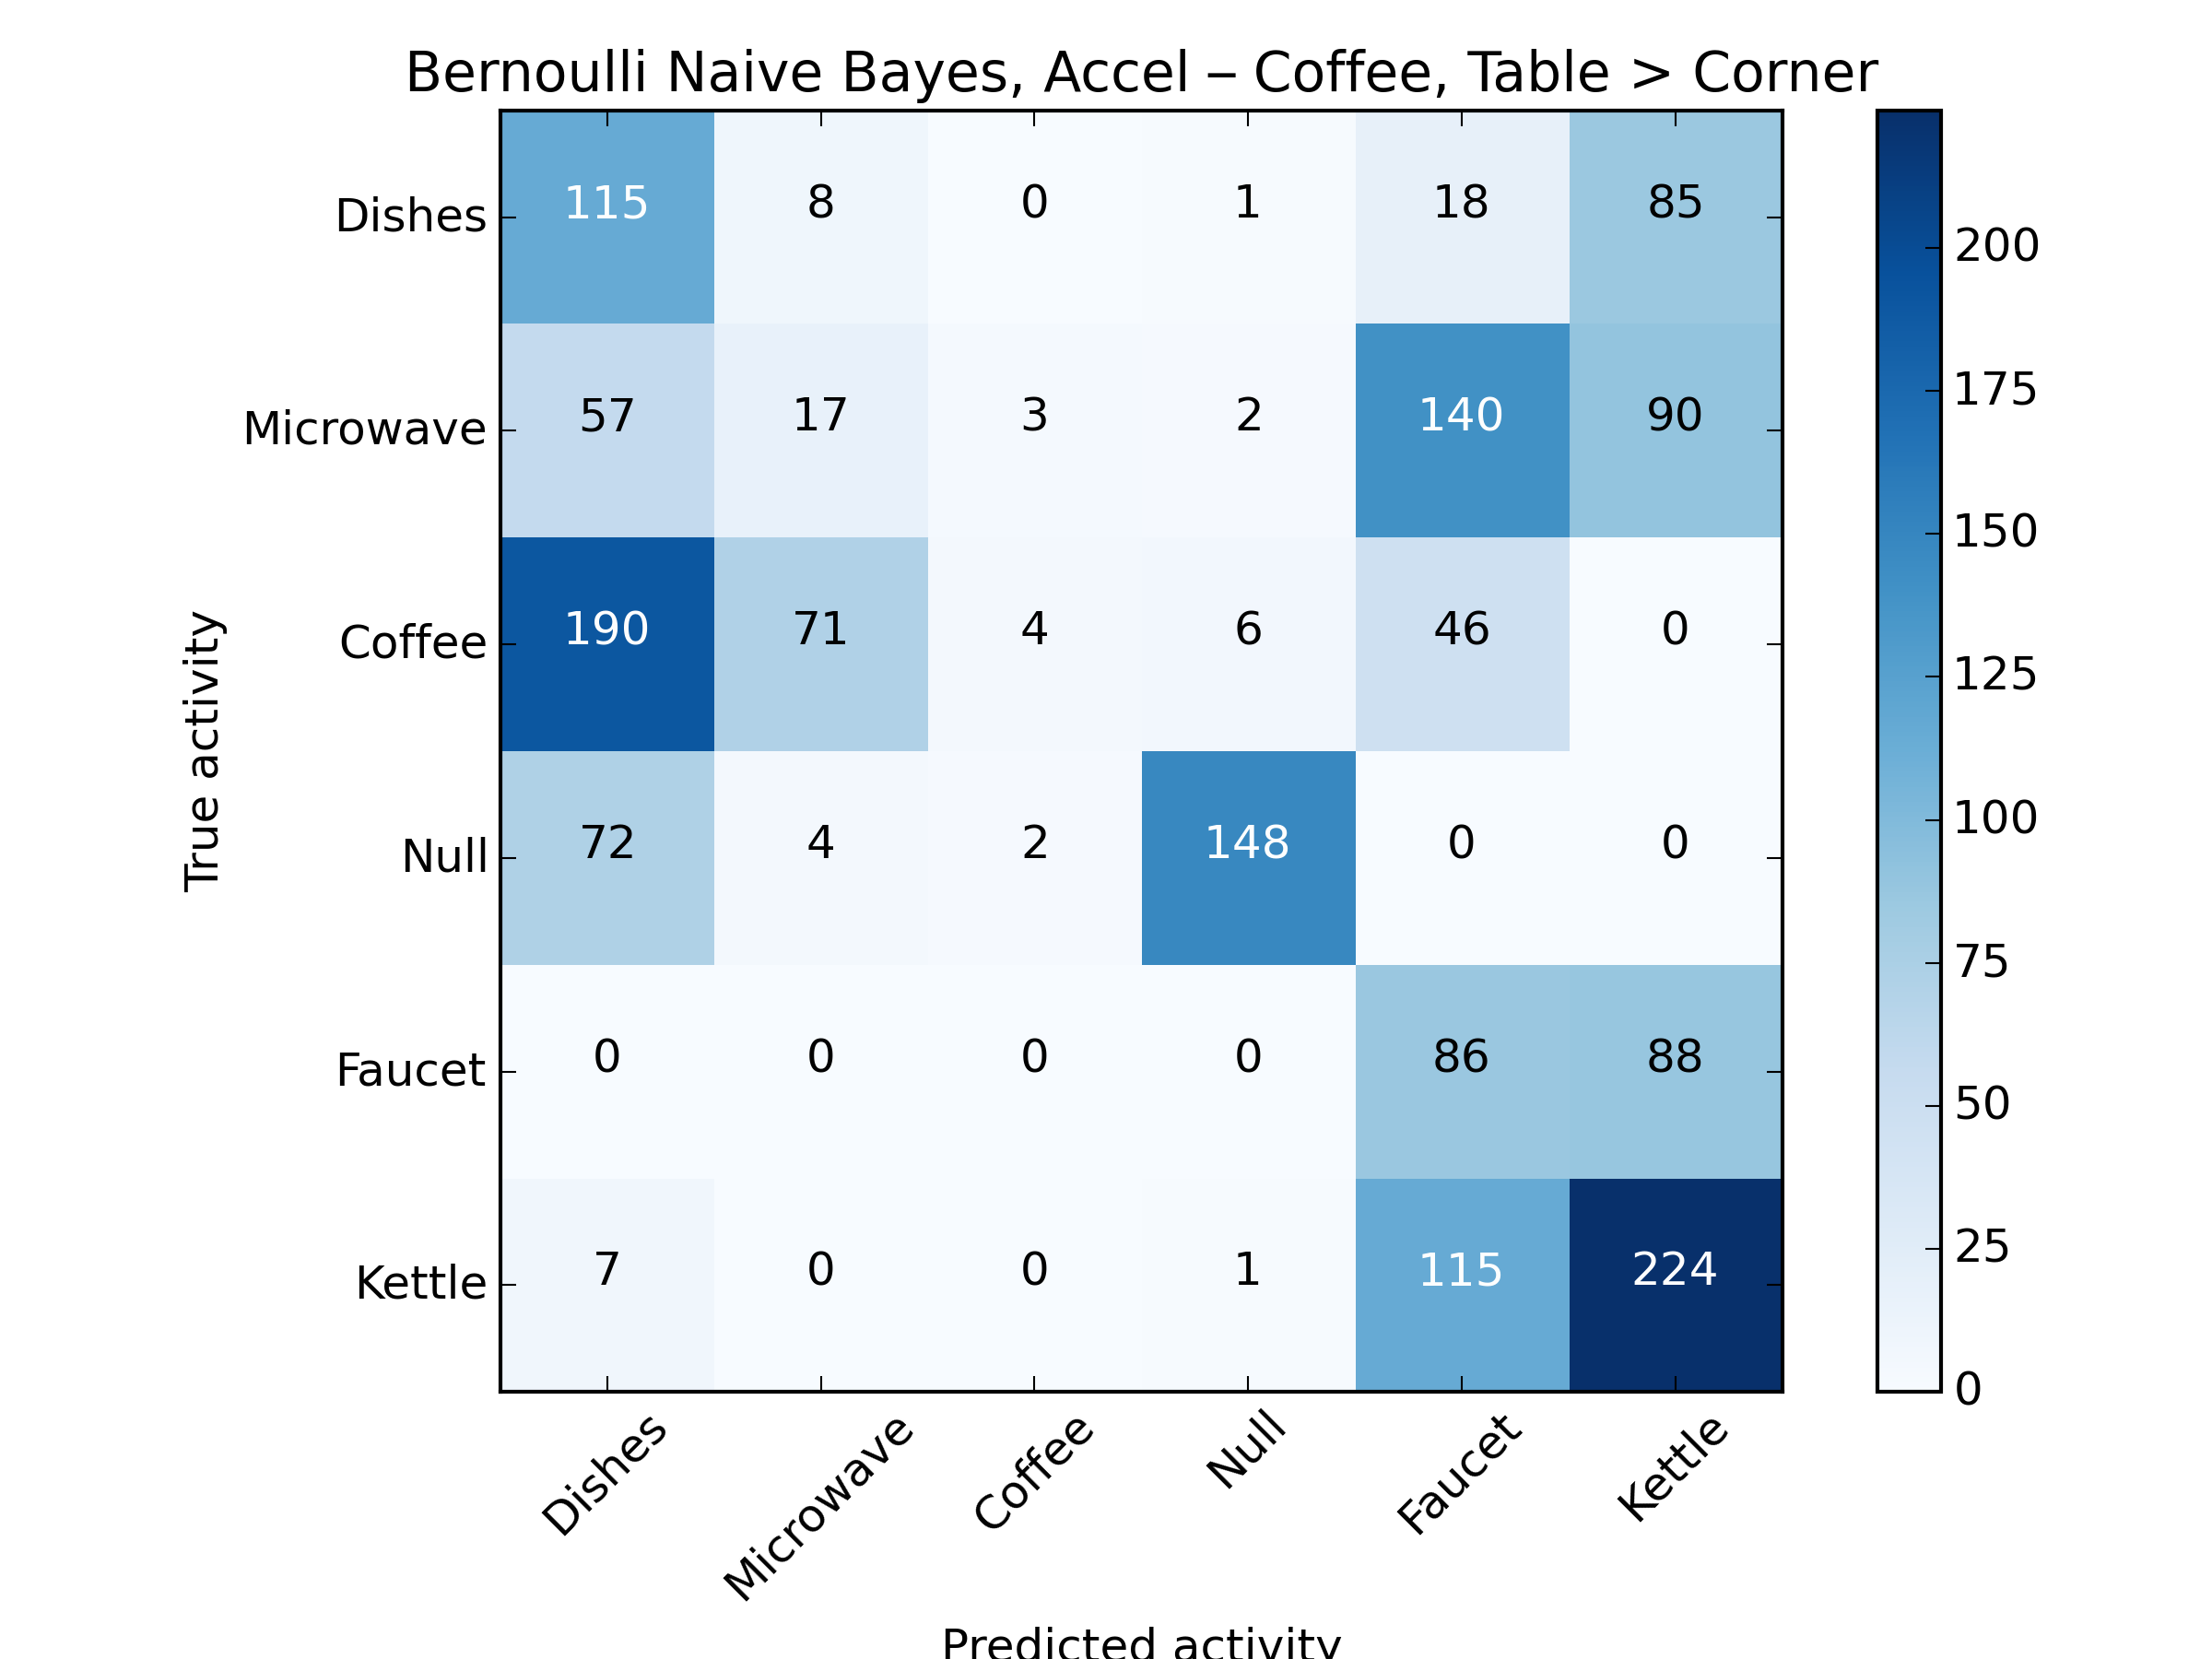 Bernoulli Naive Bayes, Accel – Coffee, Table > Corner
Dishes 115 8 0 1 18 85
Microwave 57 17 3 2 140 90
Coffee 190 71 4 6 46 0
Null 72 4 2 148 0 0
Faucet 0 0 0 0 86 88
Kettle 7 0 0 1 115 224
True activity
Dishes Microwave Coffee Null Faucet Kettle
Predicted activity
200
175
150
125
100
75
50
25
0